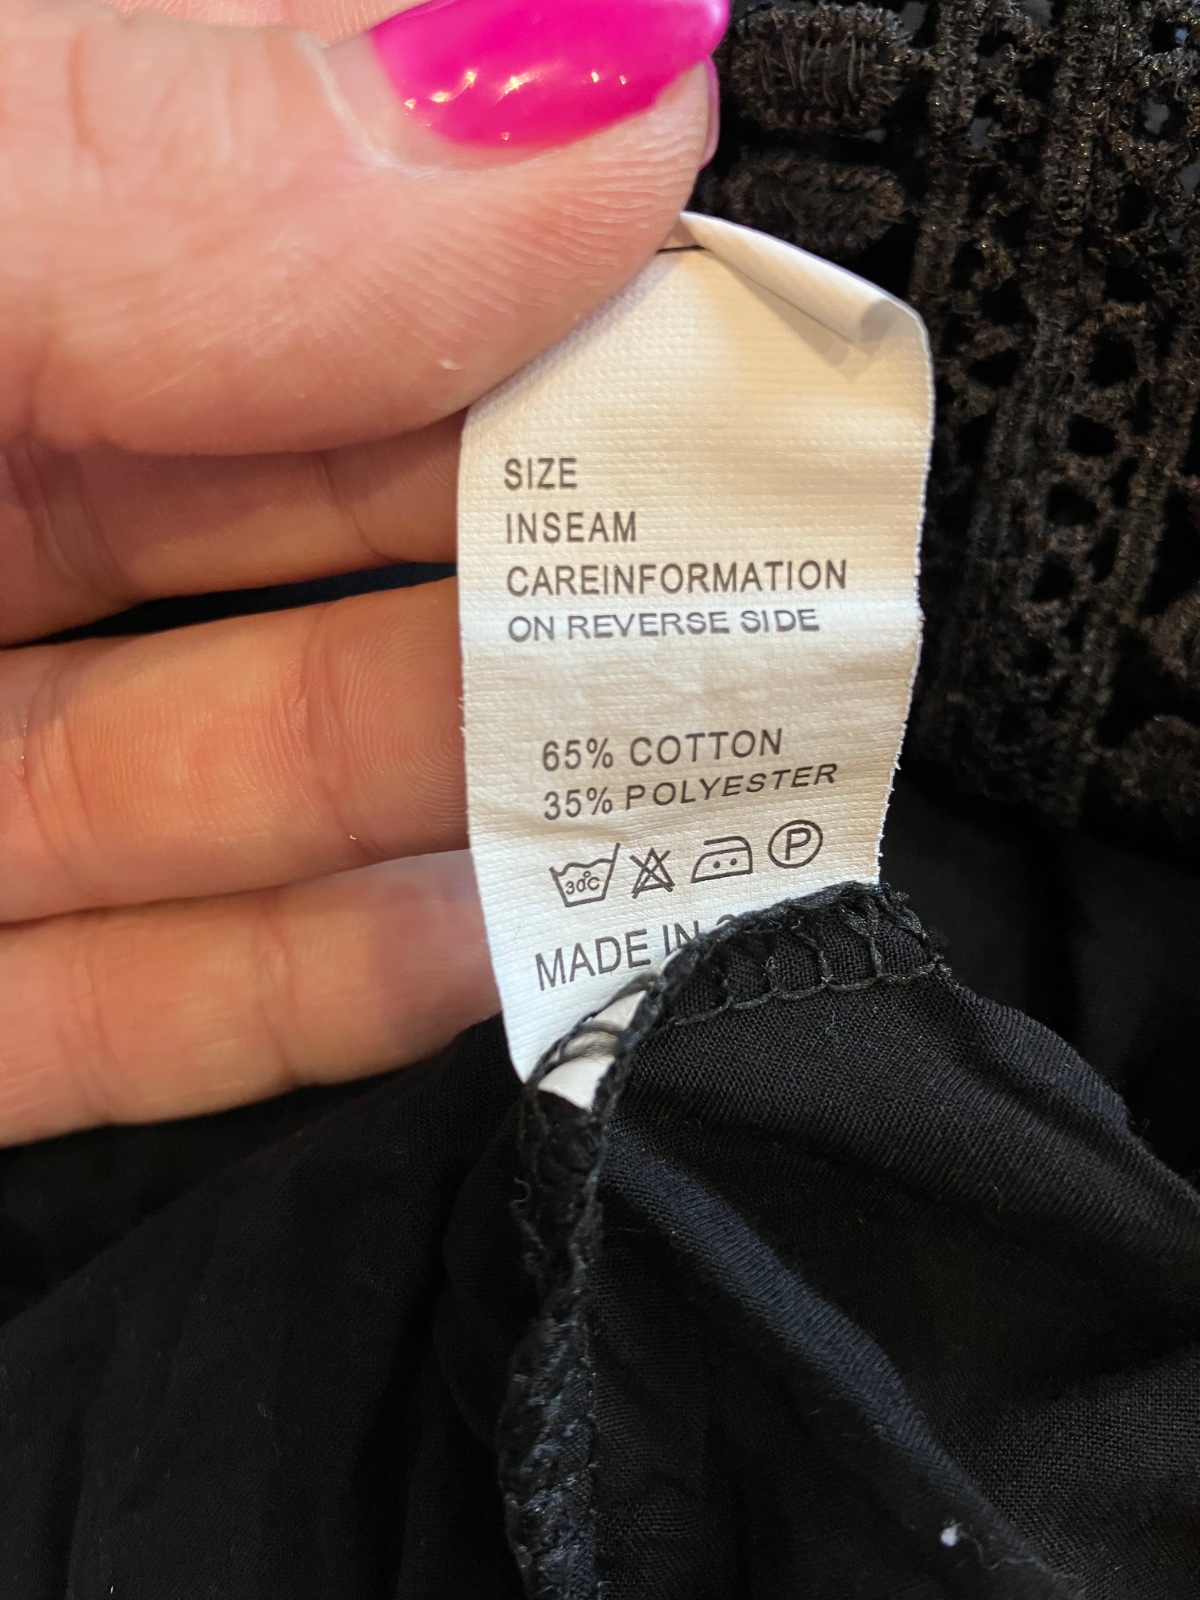 SIZE
INSEAM
CAREINFORMATION
ON REVERSE SIDE
65% COTTON
35% POLYESTER
30°C
P
MADE IN